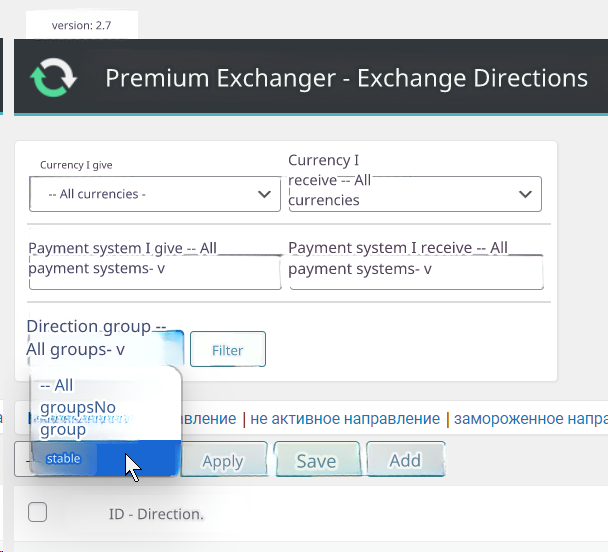 version: 2.7
Premium Exchanger - Exchange Directions
Currency I give
-- All currencies -
Currency I
receive -- All
currencies
Payment system I give -- All
payment systems- v
Payment system I receive -- All
payment systems- v
Direction group --
All groups- v
Filter
-- All
groupsNo
group
stable
вление | не активное направление | замороженное напра
Apply
Save
Add
ID - Direction.